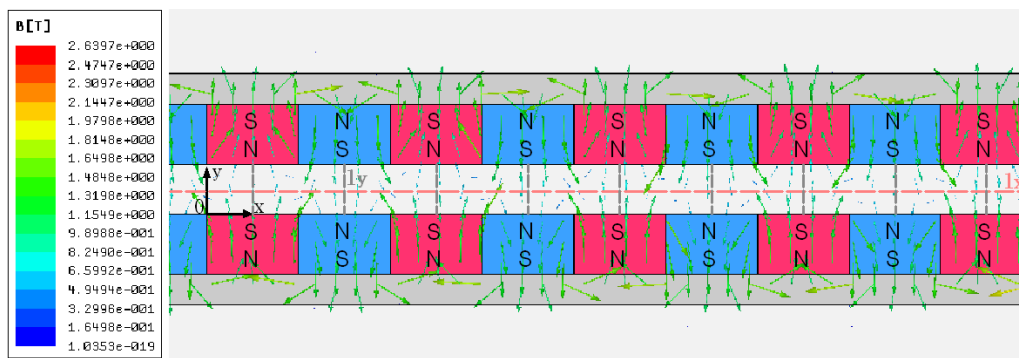 B[T]
2.6397e+000
2.4747e+000
2.3097e+000
2.1447e+000
1.9798e+000
1.8148e+000
1.6498e+000
1.4848e+000
1.3198e+000
1.1549e+000
9.8988e-001
8.2490e-001
6.5992e-001
4.9494e-001
3.2996e-001
1.6498e-001
1.0353e-019
S N S N S N S N S
N S N S N S N S N
y ly
lx
0 x
S N S N S N S N S
N S N S N S N S N